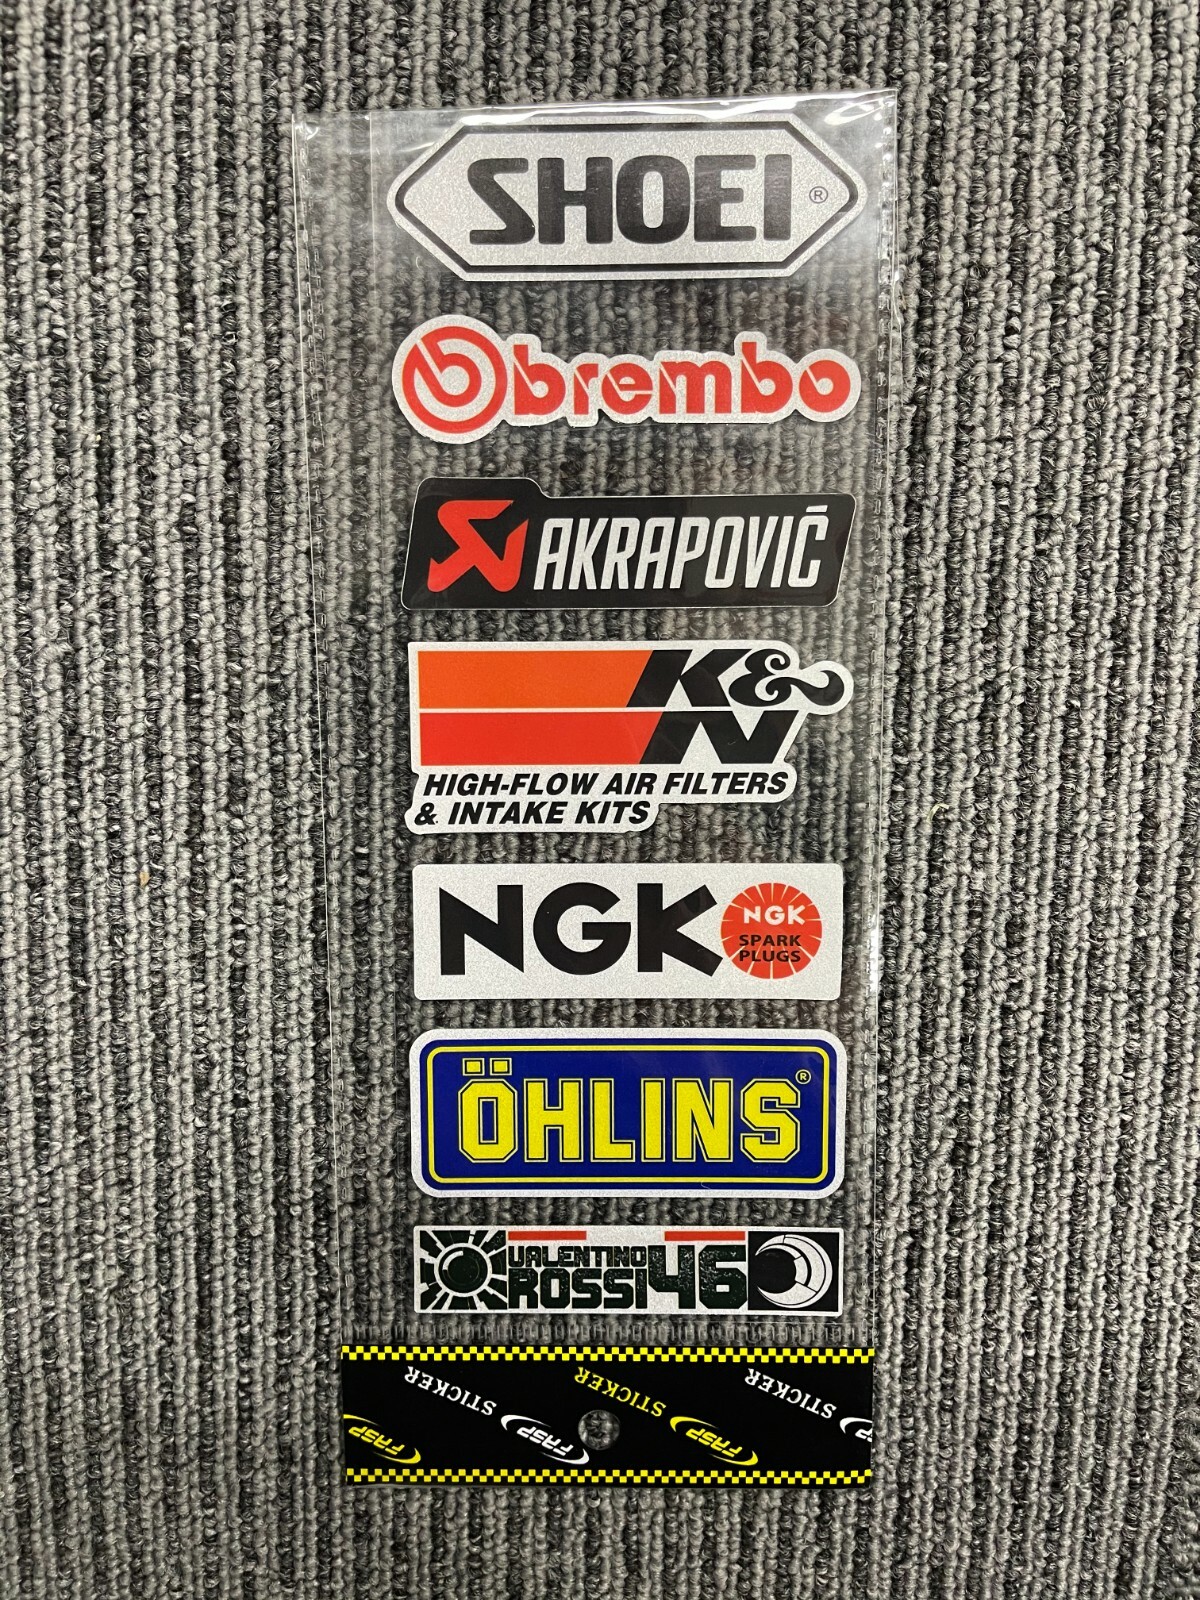 SHOEI ®
brembo
AKRAPOVIČ
K&
N
HIGH-FLOW AIR FILTERS
& INTAKE KITS
NGK
NGK
SPARK
PLUGS
ÖHLINS ®
VALENTINO
ROSSI 46
STICKER STICKER STICKER
FASP FASP FASP